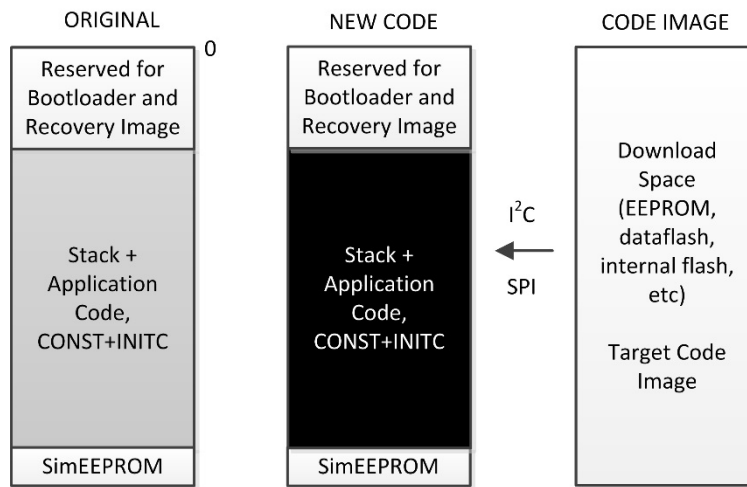 ORIGINAL
0
Reserved for
Bootloader and
Recovery Image
Stack +
Application
Code,
CONST+INITC
SimEEPROM
NEW CODE
Reserved for
Bootloader and
Recovery Image
Stack +
Application
Code,
CONST+INITC
SimEEPROM
I²C
SPI
CODE IMAGE
Download
Space
(EEPROM,
dataflash,
internal flash,
etc)
Target Code
Image